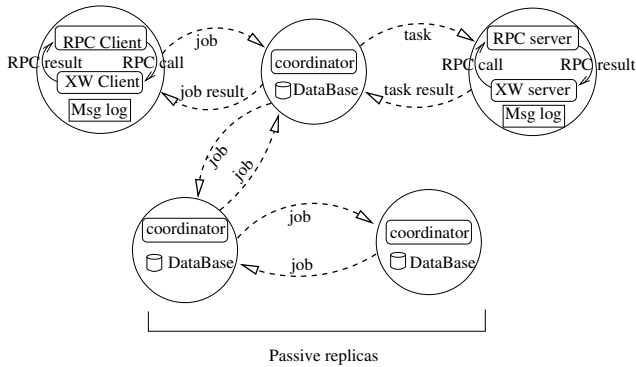 RPC Client
RPC result
RPC call
XW Client
Msg log
job
job result
coordinator
DataBase
task
task result
RPC server
RPC call
RPC result
XW server
Msg log
job
job
coordinator
DataBase
job
job
coordinator
DataBase
Passive replicas